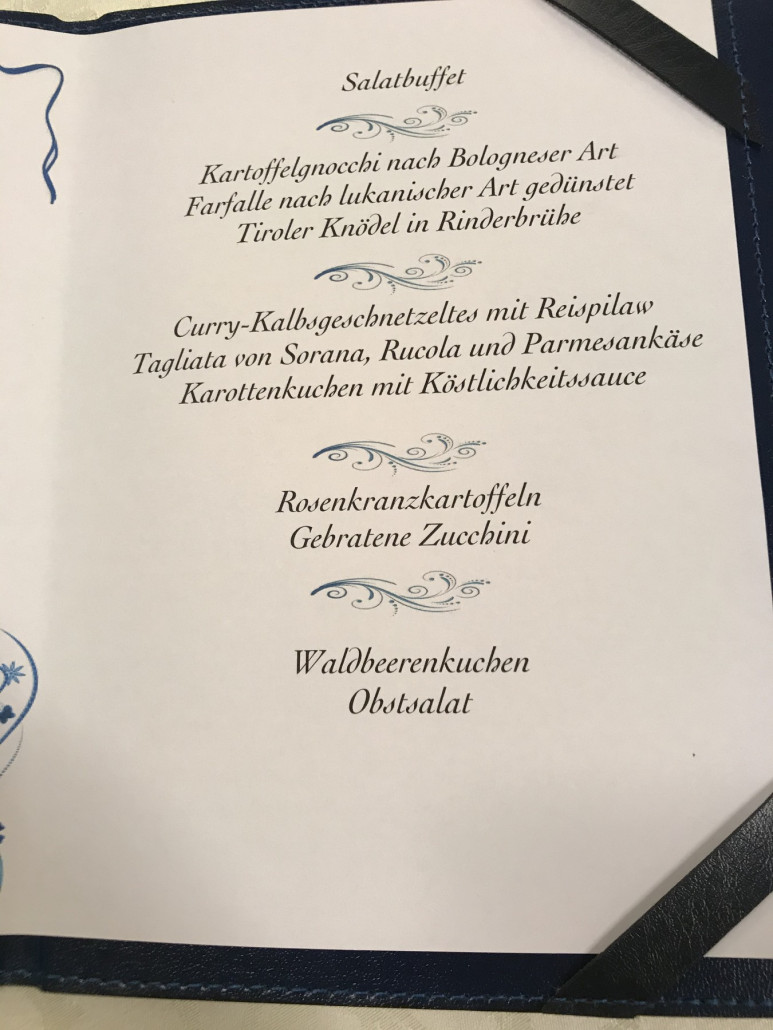 Salatbuffet
Kartoffelgnocchi nach Bologneser Art
Farfalle nach lukanischer Art gedünstet
Tiroler Knödel in Rinderbrühe
Curry-Kalbsgeschnetzeltes mit Reispilaw
Tagliata von Sorana, Rucola und Parmesankäse
Karottenkuchen mit Köstlichkeitssauce
Rosenkranzkartoffeln
Gebratene Zucchini
Waldbeerenkuchen
Obstsalat